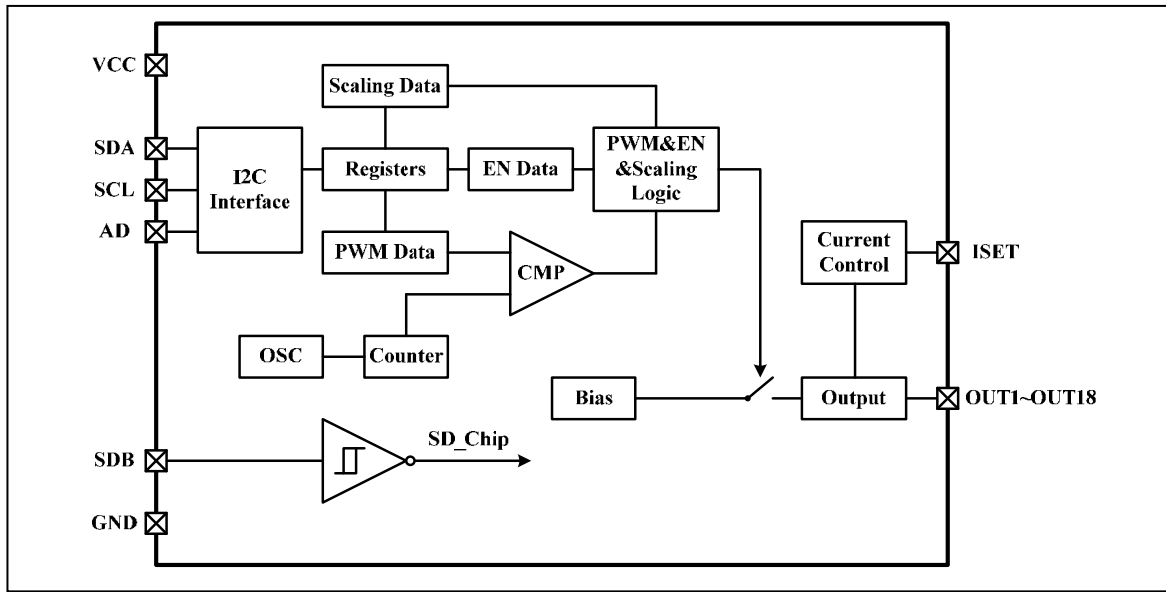 VCC
Scaling Data
SDA
SCL
AD
I2C
Interface
Registers
EN Data
PWM&EN
&Scaling
Logic
PWM Data
CMP
Current
Control
ISET
OSC
Counter
Bias
Output
OUT1~OUT18
SDB
SD_Chip
GND